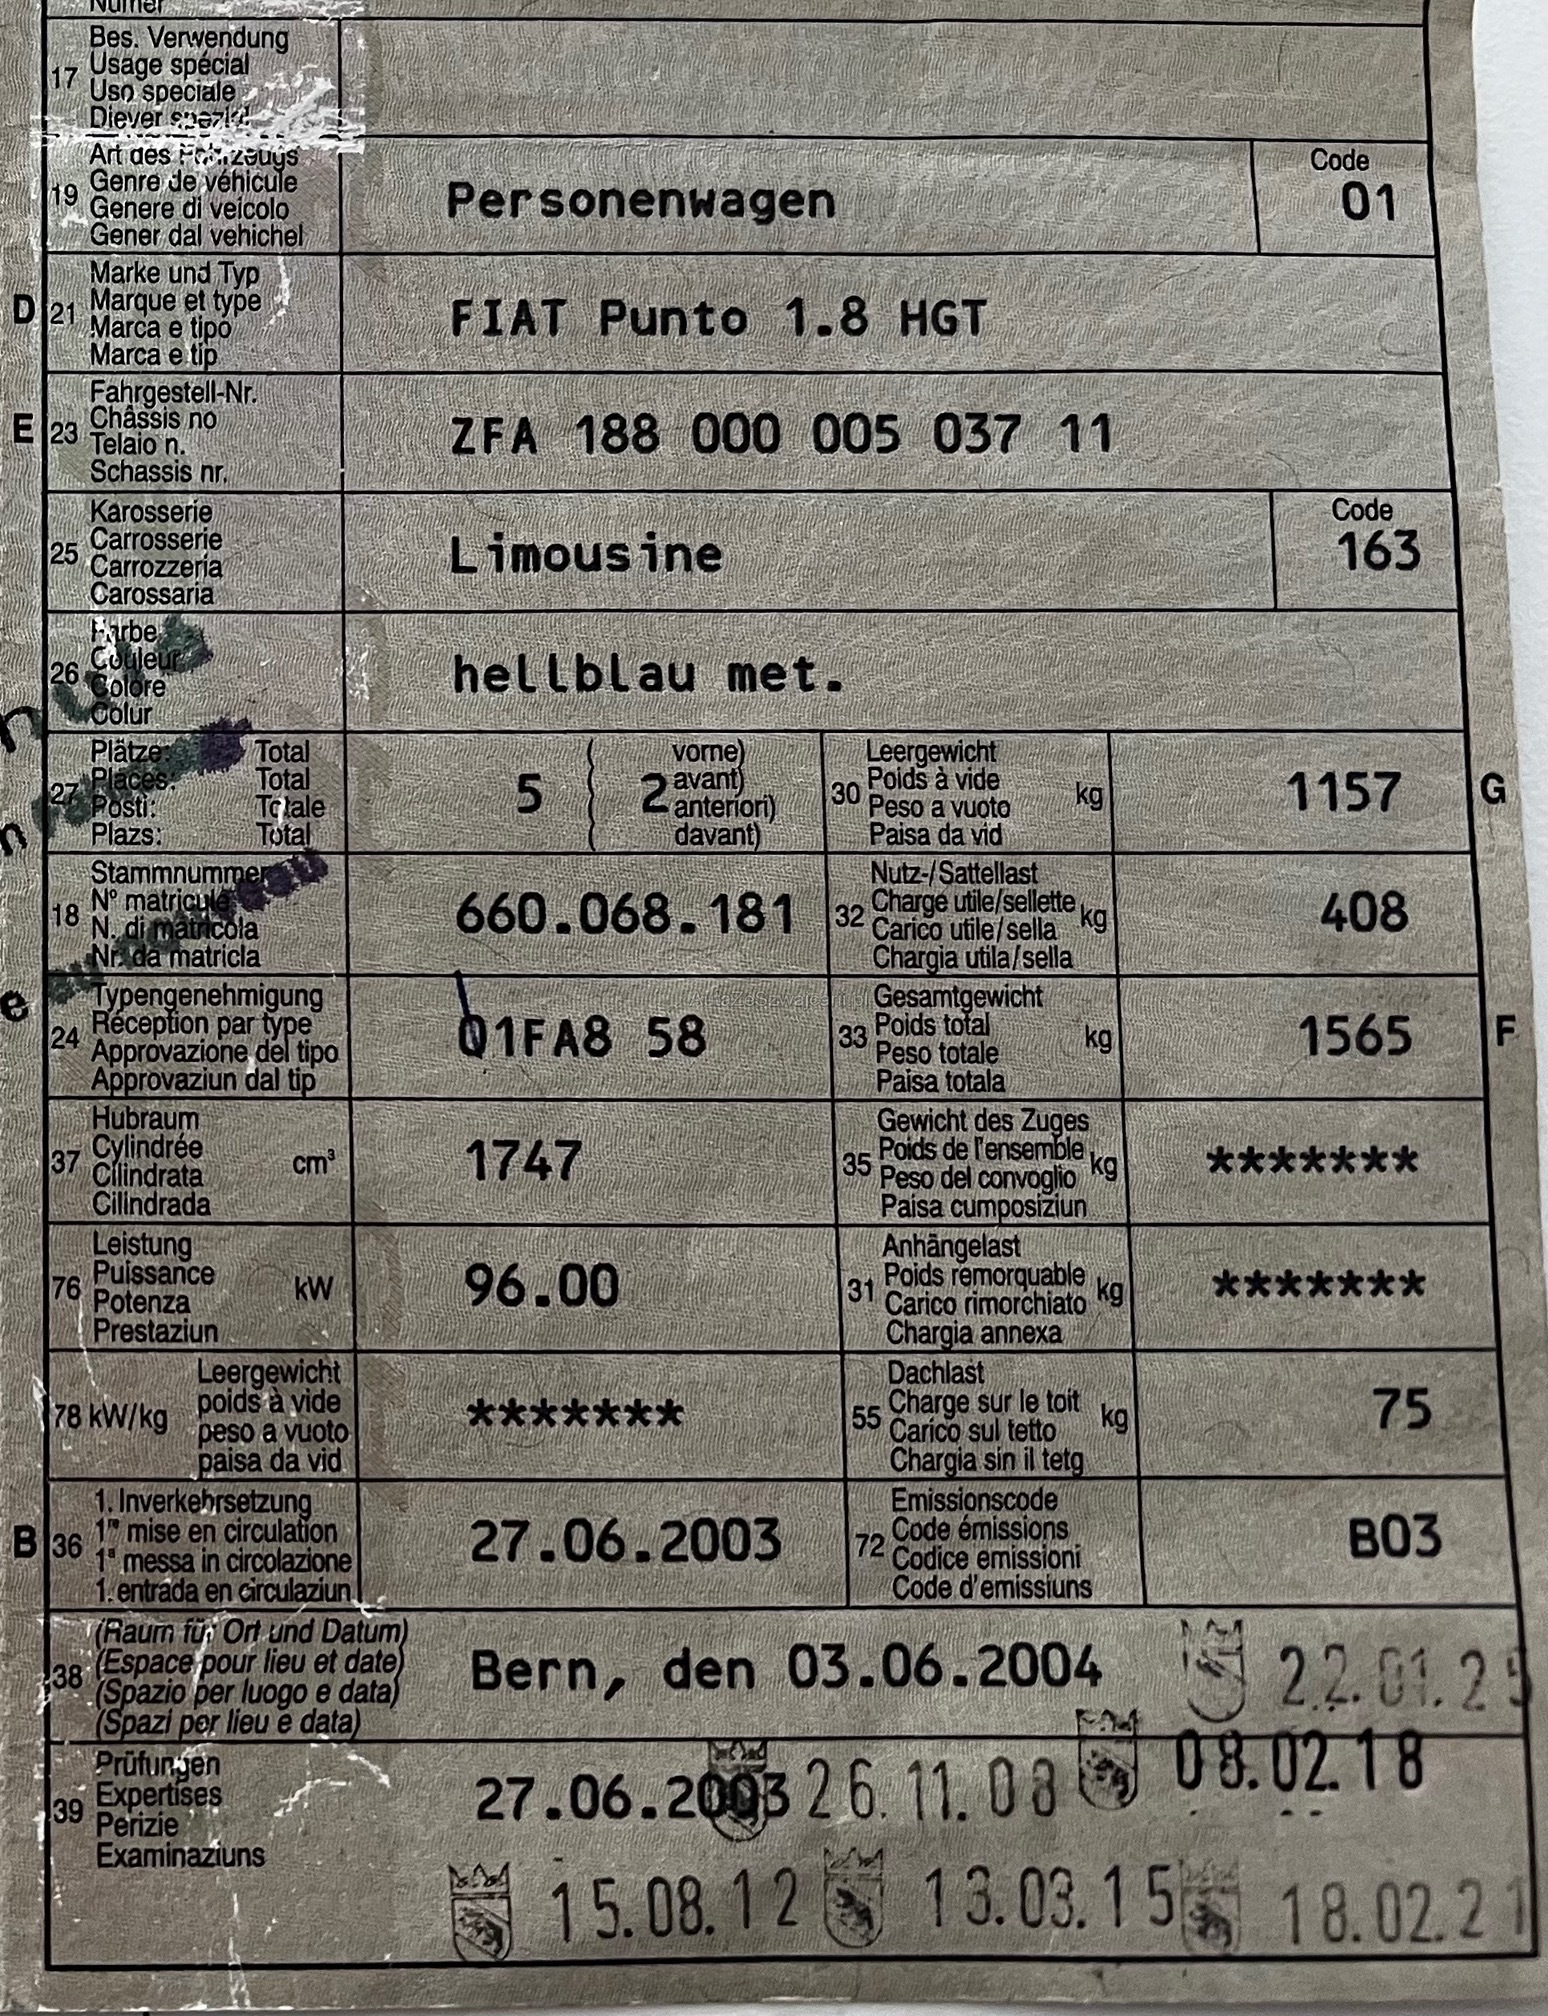 Numer
17 Bes. Verwendung
Usage spécial
Uso speciale
Diever spezial
19 Art des Fahrzeugs
Genre de véhicule
Genere di veicolo
Gener dal vehichel
Personenwagen
Code
01
D 21 Marke und Typ
Marque et type
Marca e tipo
Marca e tip
FIAT Punto 1.8 HGT
E 23 Fahrgestell-Nr.
Châssis no
Telaio n.
Schassis nr.
ZFA 188 000 005 037 11
25 Karosserie
Carrosserie
Carrozzeria
Carossaria
Limousine
Code
163
26 Farbe
Couleur
Colore
Colur
hellblau met.
27 Plätze: Total
Places: Total
Posti: Totale
Plazs: Total
5
2
vorne)
avant)
anteriori)
davant)
30 Leergewicht
Poids à vide
Peso a vuoto
Paisa da vid
kg
1157
G
18 Stammnummer
N° matricule
N. di matricola
Nr. da matricla
660.068.181
32 Nutz-/Sattellast
Charge utile/sellette
Carico utile/sella
Chargia utila/sella
kg
408
24 Typengenehmigung
Réception par type
Approvazione del tipo
Approvaziun dal tip
01FA8 58
33 Gesamtgewicht
Poids total
Peso totale
Paisa totala
kg
1565
F
37 Hubraum
Cylindrée
Cilindrata
Cilindrada
cm³
1747
35 Gewicht des Zuges
Poids de l'ensemble
Peso del convoglio
Paisa cumposiziun
kg
*******
76 Leistung
Puissance
Potenza
Prestaziun
kW
96.00
31 Anhängelast
Poids remorquable
Carico rimorchiato
Chargia annexa
kg
*******
78 kW/kg
Leergewicht
poids à vide
peso a vuoto
paisa da vid
*******
55 Dachlast
Charge sur le toit
Carico sul tetto
Chargia sin il tetg
kg
75
B 36 1. Inverkehrsetzung
1re mise en circulation
1a messa in circolazione
1. entrada en circulaziun
27.06.2003
72 Emissionscode
Code émissions
Codice emissioni
Code d'emissiuns
B03
38 (Raum für Ort und Datum)
(Espace pour lieu et date)
(Spazio per luogo e data)
(Spazi per lieu e data)
Bern, den 03.06.2004
22.01.25
39 Prüfungen
Expertises
Perizie
Examinaziuns
27.06.2003
26.11.08
08.02.18
15.08.12
13.03.15
18.02.21